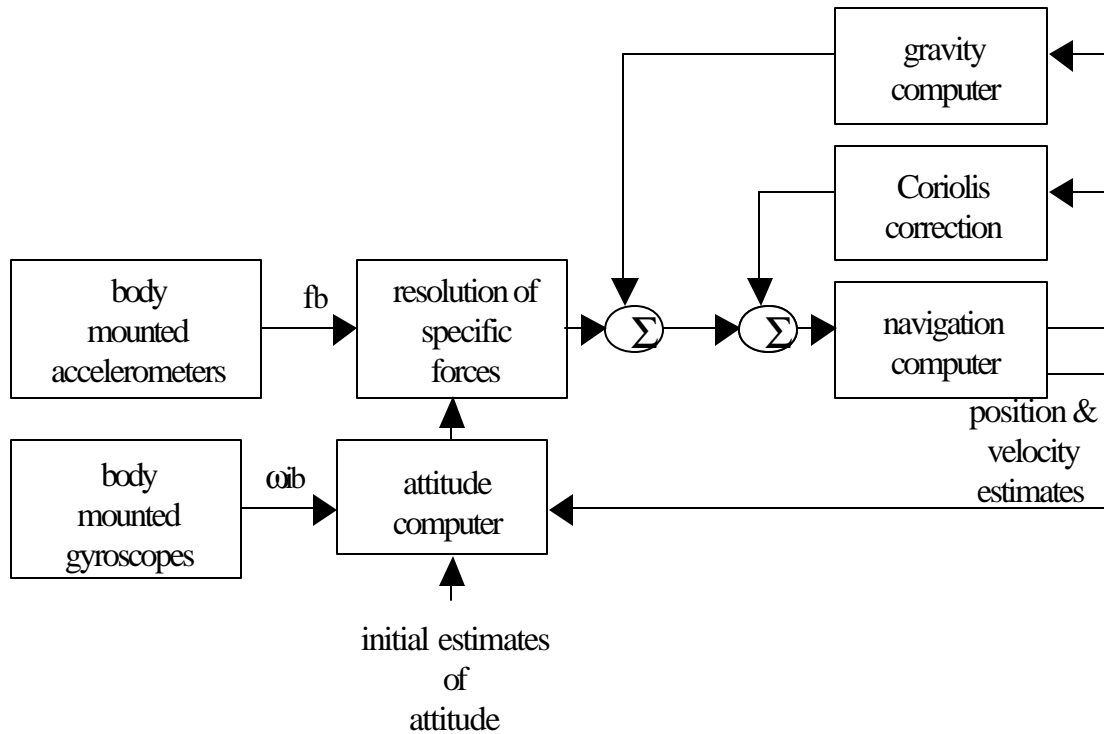 gravity
computer
Coriolis
correction
body
mounted
accelerometers
fb
resolution of
specific
forces
Σ
Σ
navigation
computer
position &
velocity
estimates
body
mounted
gyroscopes
ωib
attitude
computer
initial estimates
of
attitude